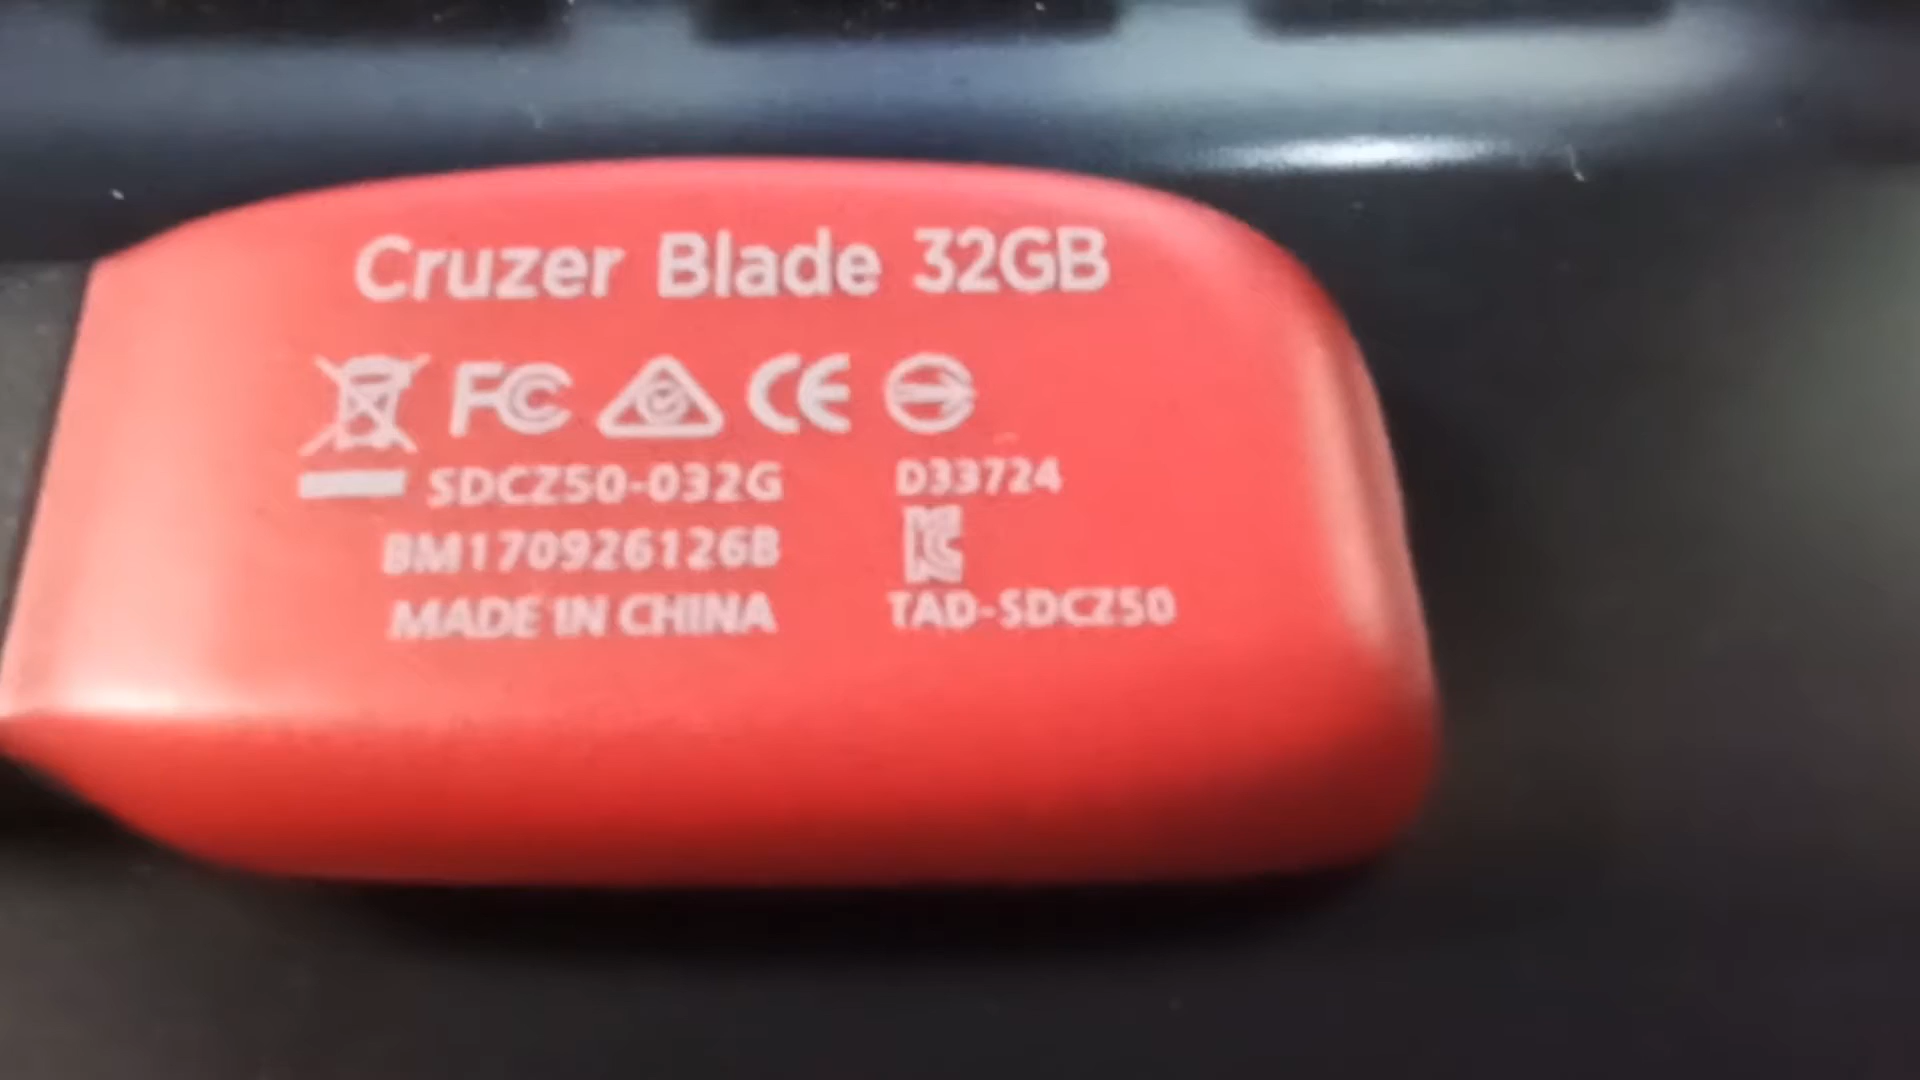 Cruzer Blade 32GB
FC CE
SDCZ50-032G D33724
BM170926126B
MADE IN CHINA TAD-SDCZ50